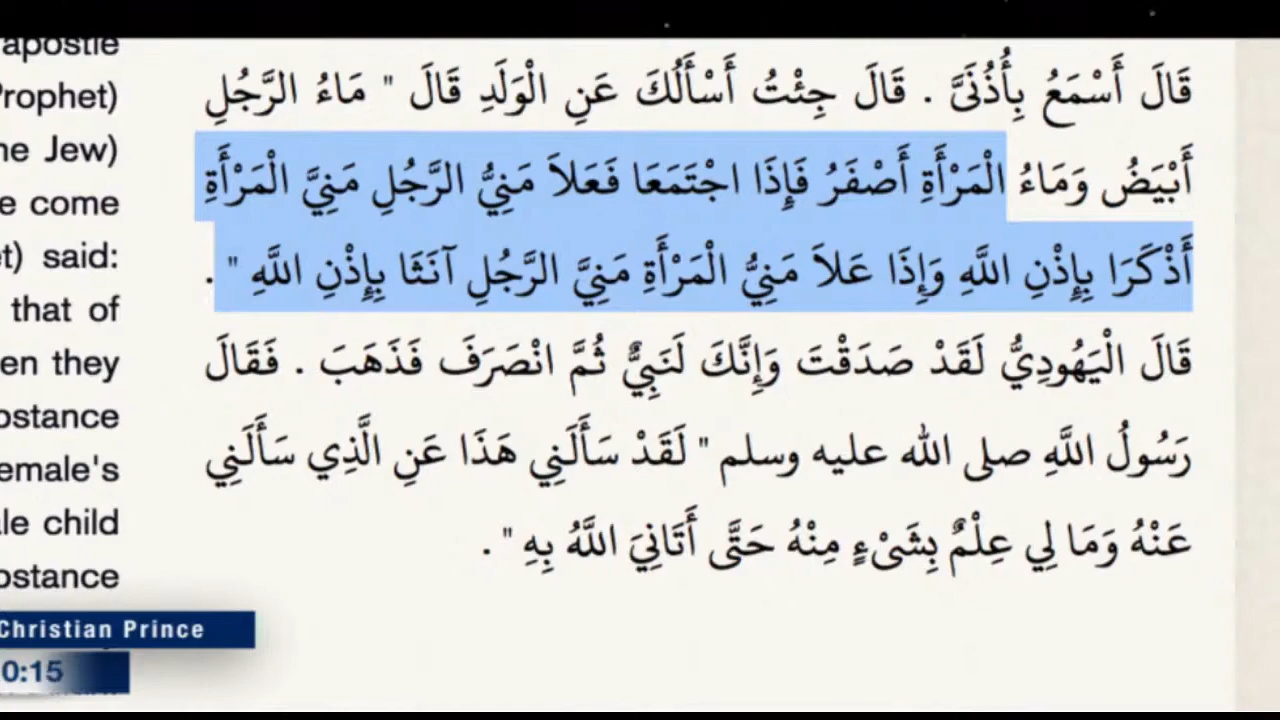 apostle
Prophet)
he Jew)
e come
et) said:
that of
en they
bstance
emale's
le child
bstance
قَالَ أَسْمَعُ بِأُذُنَىَّ . قَالَ جِئْتُ أَسْأَلُكَ عَنِ الْوَلَدِ قَالَ " مَاءُ الرَّجُلِ
أَبْيَضُ وَمَاءُ الْمَرْأَةِ أَصْفَرُ فَإِذَا اجْتَمَعَا فَعَلاَ مَنِيُّ الرَّجُلِ مَنِيَّ الْمَرْأَةِ
أَذْكَرَا بِإِذْنِ اللَّهِ وَإِذَا عَلاَ مَنِيُّ الْمَرْأَةِ مَنِيَّ الرَّجُلِ آنَثَا بِإِذْنِ اللَّهِ " .
قَالَ الْيَهُودِيُّ لَقَدْ صَدَقْتَ وَإِنَّكَ لَنَبِيٌّ ثُمَّ انْصَرَفَ فَذَهَبَ . فَقَالَ
رَسُولُ اللَّهِ صلى الله عليه وسلم " لَقَدْ سَأَلَنِي هَذَا عَنِ الَّذِي سَأَلَنِي
عَنْهُ وَمَا لِي عِلْمٌ بِشَىْءٍ مِنْهُ حَتَّى أَتَانِيَ اللَّهُ بِهِ " .
Christian Prince
0:15